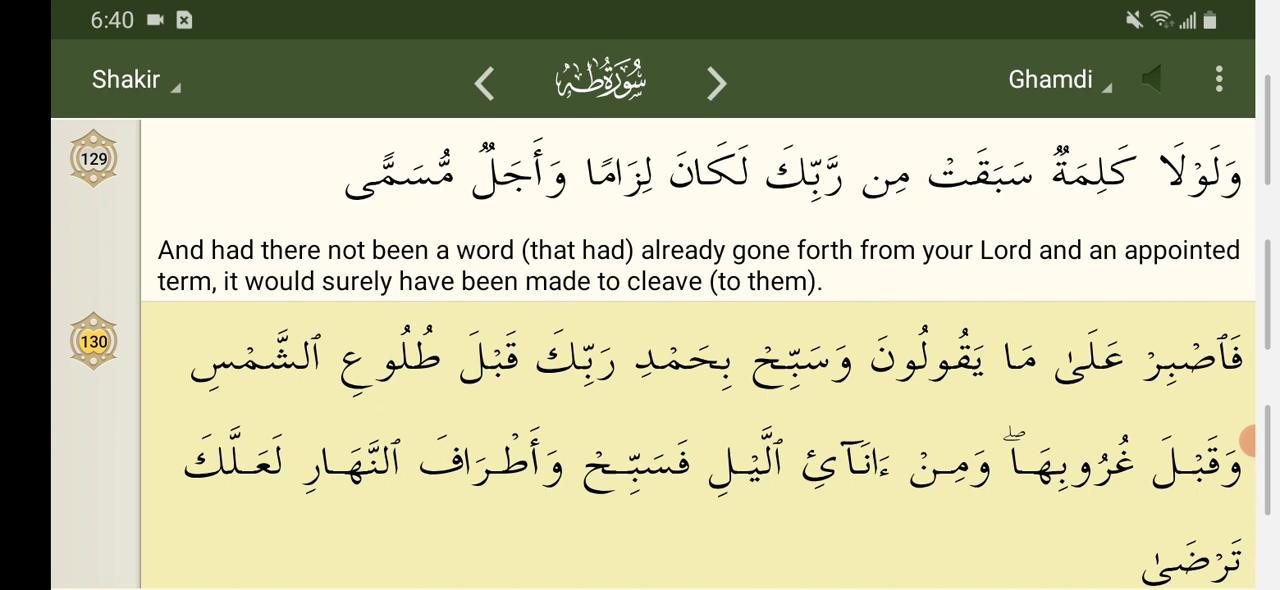 6:40
Shakir
سُورَةُ طه
Ghamdi
129
وَلَوْلَا كَلِمَةٌ سَبَقَتْ مِن رَّبِّكَ لَكَانَ لِزَامًا وَأَجَلٌ مُّسَمًّى
And had there not been a word (that had) already gone forth from your Lord and an appointed
term, it would surely have been made to cleave (to them).
130
فَٱصْبِرْ عَلَىٰ مَا يَقُولُونَ وَسَبِّحْ بِحَمْدِ رَبِّكَ قَبْلَ طُلُوعِ ٱلشَّمْسِ
وَقَبْلَ غُرُوبِهَا ۖ وَمِنْ ءَانَآئِ ٱلَّيْلِ فَسَبِّحْ وَأَطْرَافَ ٱلنَّهَارِ لَعَلَّكَ
تَرْضَىٰ